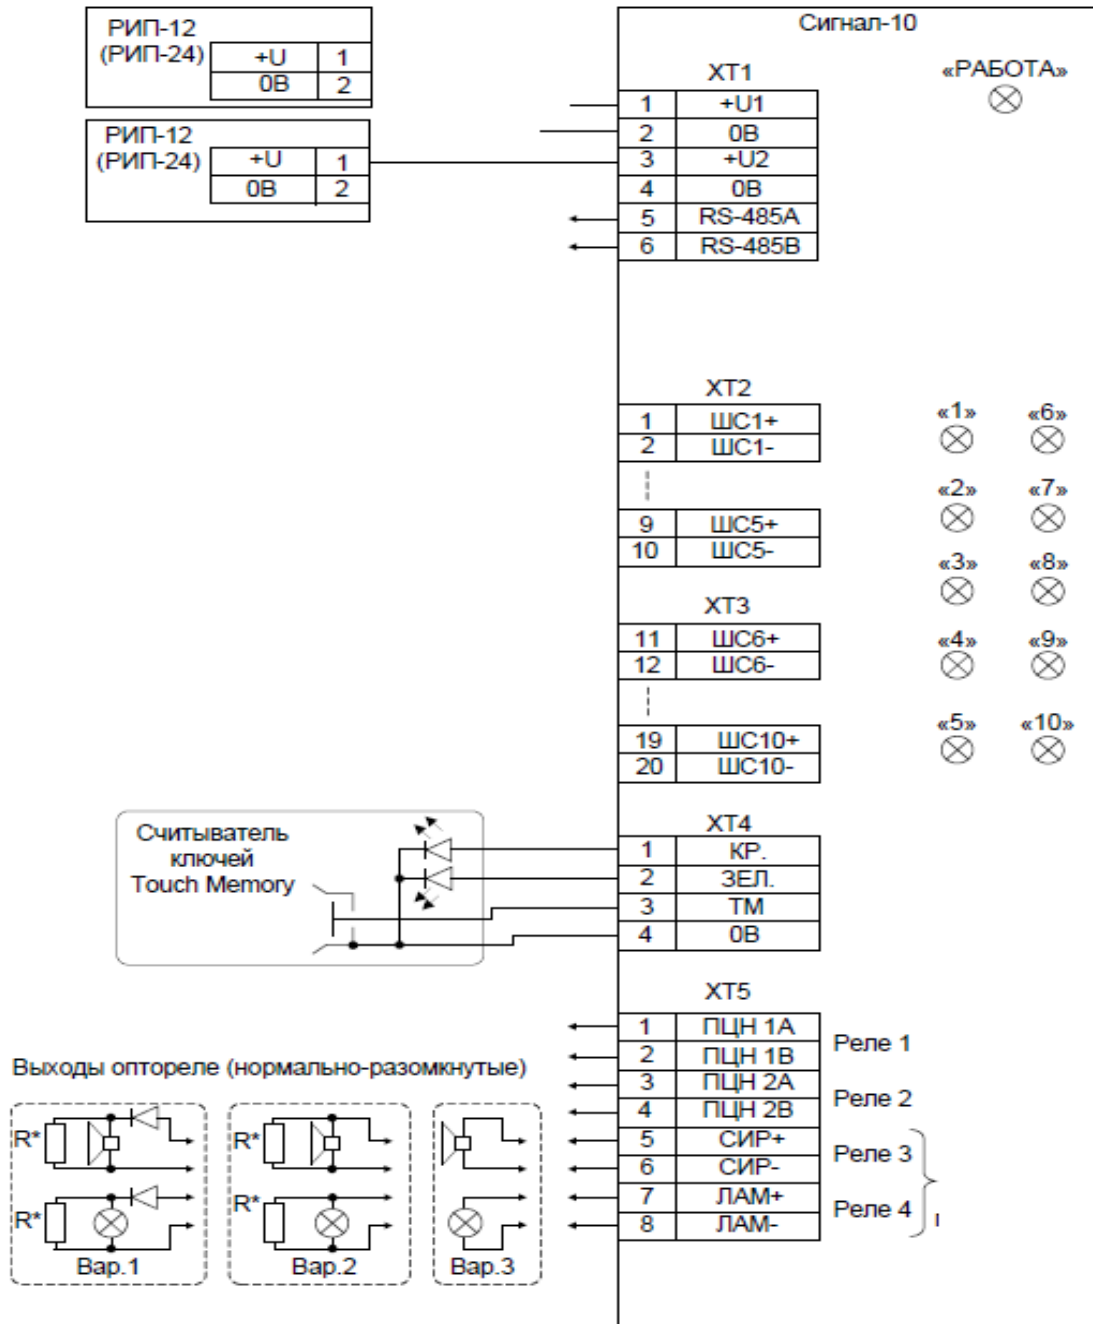 РИП-12
(РИП-24)
+U 1
0В 2
РИП-12
(РИП-24)
+U 1
0В 2
Сигнал-10
«РАБОТА»
XT1
1 +U1
2 0В
3 +U2
4 0В
5 RS-485A
6 RS-485B
XT2
1 ШС1+
2 ШС1-
9 ШС5+
10 ШС5-
XT3
11 ШС6+
12 ШС6-
19 ШС10+
20 ШС10-
«1» «6»
«2» «7»
«3» «8»
«4» «9»
«5» «10»
Считыватель
ключей
Touch Memory
XT4
1 КР.
2 ЗЕЛ.
3 ТМ
4 0В
XT5
1 ПЦН 1А
2 ПЦН 1В
3 ПЦН 2А
4 ПЦН 2В
5 СИР+
6 СИР-
7 ЛАМ+
8 ЛАМ-
Реле 1
Реле 2
Реле 3
Реле 4
I
Выходы оптореле (нормально-разомкнутые)
R* R*
R* R*
Вар.1 Вар.2 Вар.3